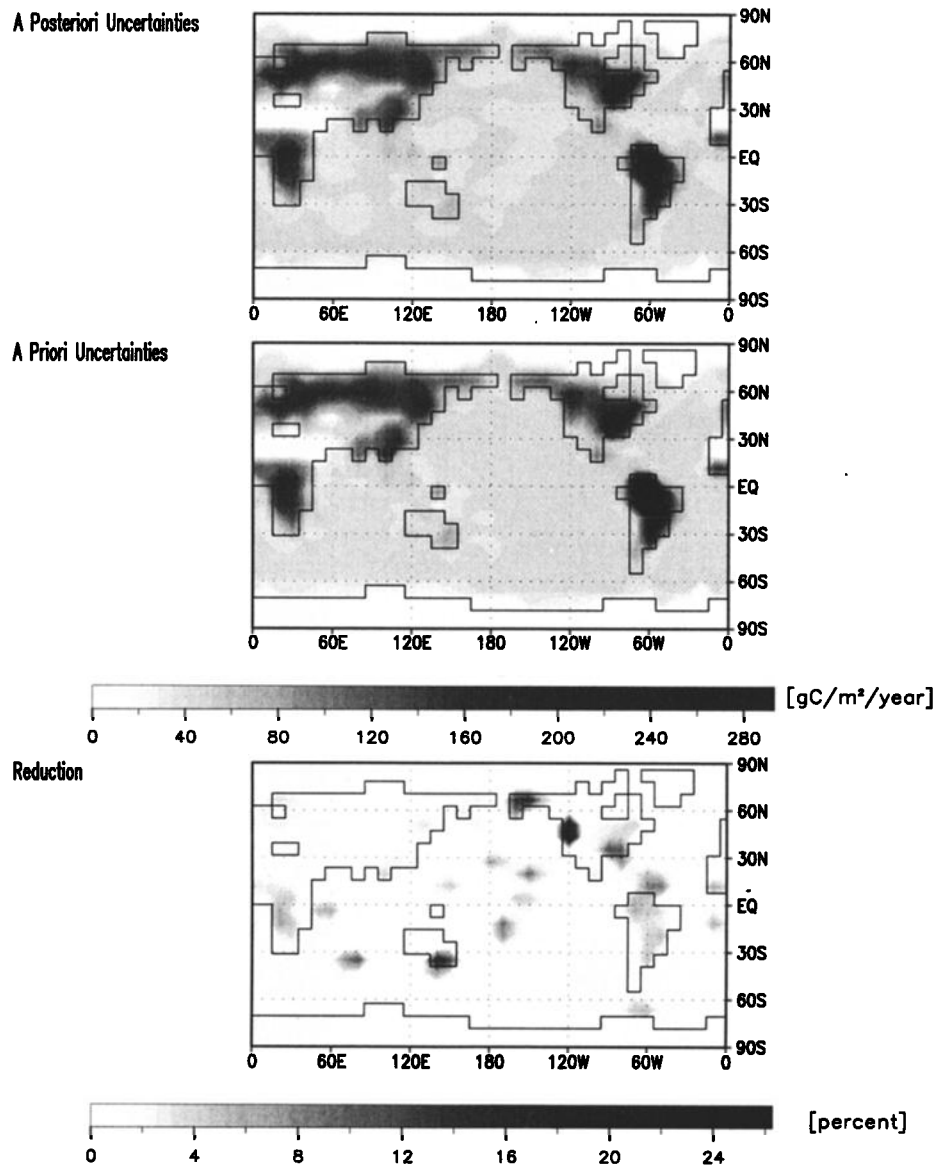 A Posteriori Uncertainties
90N
60N
30N
EQ
30S
60S
90S
0 60E 120E 180 120W 60W 0
A Priori Uncertainties
90N
60N
30N
EQ
30S
60S
90S
0 60E 120E 180 120W 60W 0
[gC/m²/year]
0 40 80 120 160 200 240 280
Reduction
90N
60N
30N
EQ
30S
60S
90S
0 60E 120E 180 120W 60W 0
[percent]
0 4 8 12 16 20 24